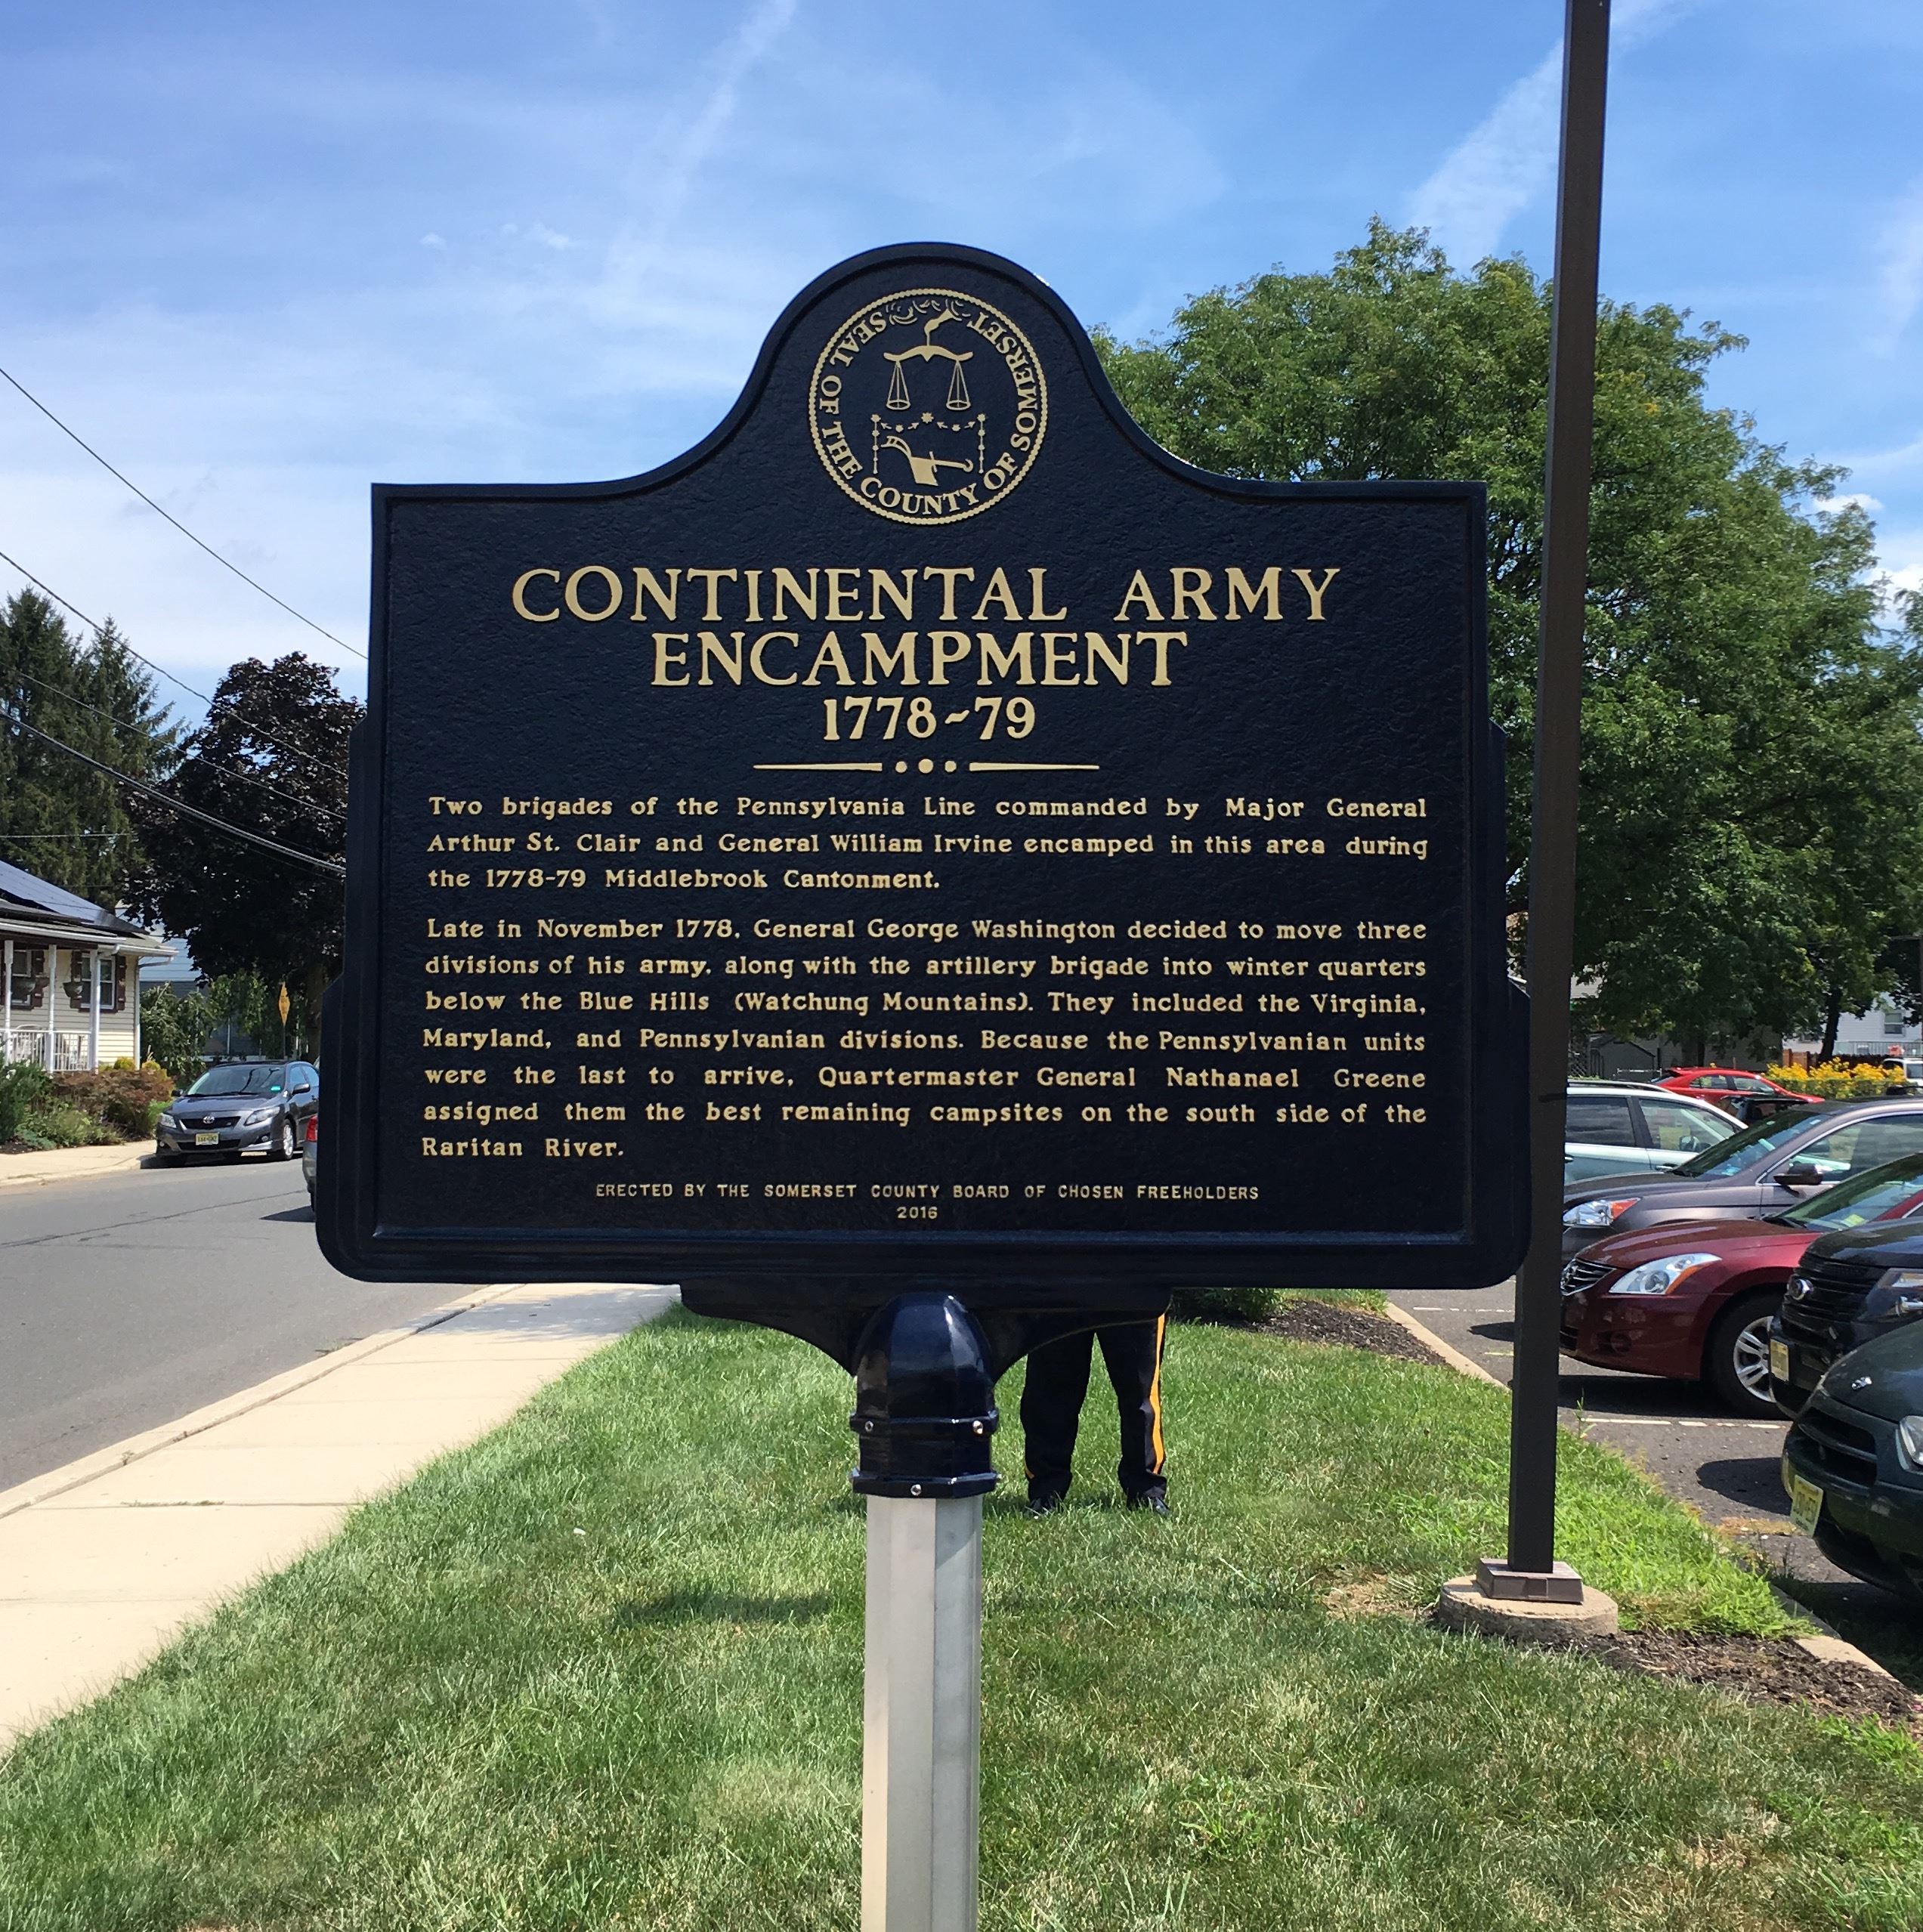 SEAL OF THE COUNTY OF SOMERSET
CONTINENTAL ARMY
ENCAMPMENT
1778~79
Two brigades of the Pennsylvania Line commanded by Major General
Arthur St. Clair and General William Irvine encamped in this area during
the 1778-79 Middlebrook Cantonment.
Late in November 1778, General George Washington decided to move three
divisions of his army, along with the artillery brigade into winter quarters
below the Blue Hills (Watchung Mountains). They included the Virginia,
Maryland, and Pennsylvanian divisions. Because the Pennsylvanian units
were the last to arrive, Quartermaster General Nathanael Greene
assigned them the best remaining campsites on the south side of the
Raritan River.
ERECTED BY THE SOMERSET COUNTY BOARD OF CHOSEN FREEHOLDERS
2016